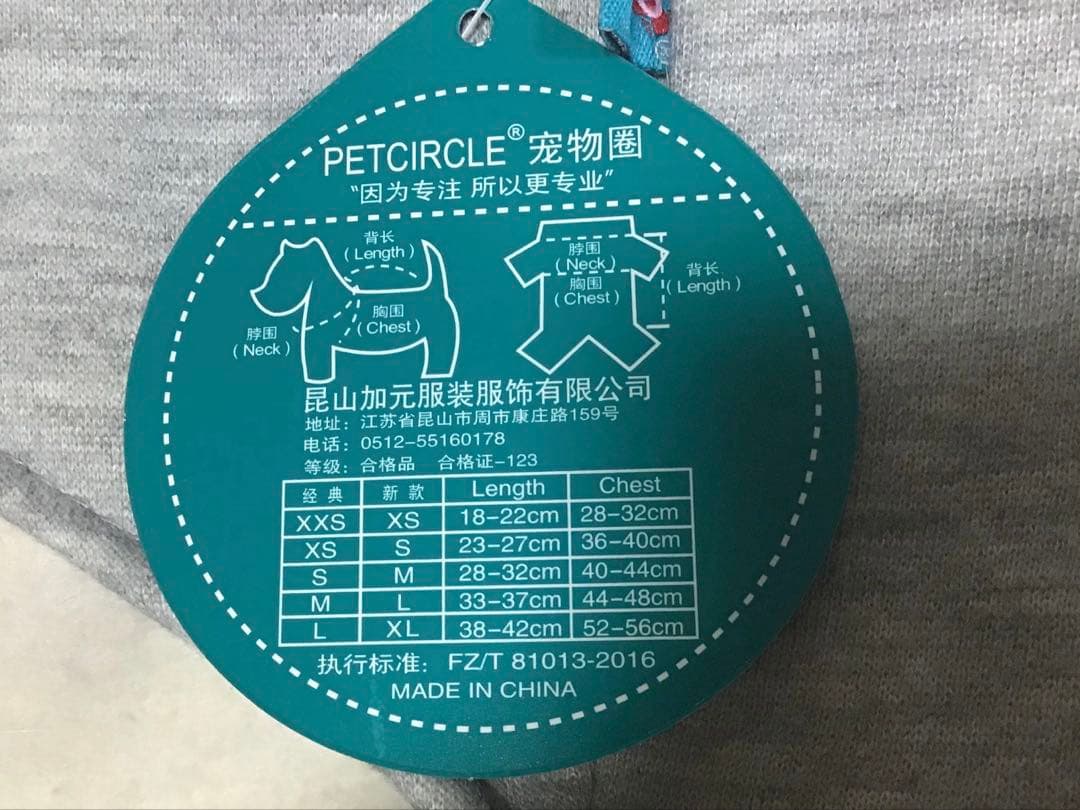 PETCIRCLE® 宠物圈
“因为专注 所以更专业”
背长
(Length)
胸围
(Chest)
脖围
(Neck)
脖围
(Neck)
胸围
(Chest)
背长
(Length)
昆山加元服装服饰有限公司
地址：江苏省昆山市周市康庄路159号
电话：0512-55160178
等级：合格品 合格证-123
经典 新款 Length Chest
XXS XS 18-22cm 28-32cm
XS S 23-27cm 36-40cm
S M 28-32cm 40-44cm
M L 33-37cm 44-48cm
L XL 38-42cm 52-56cm
执行标准：FZ/T 81013-2016
MADE IN CHINA